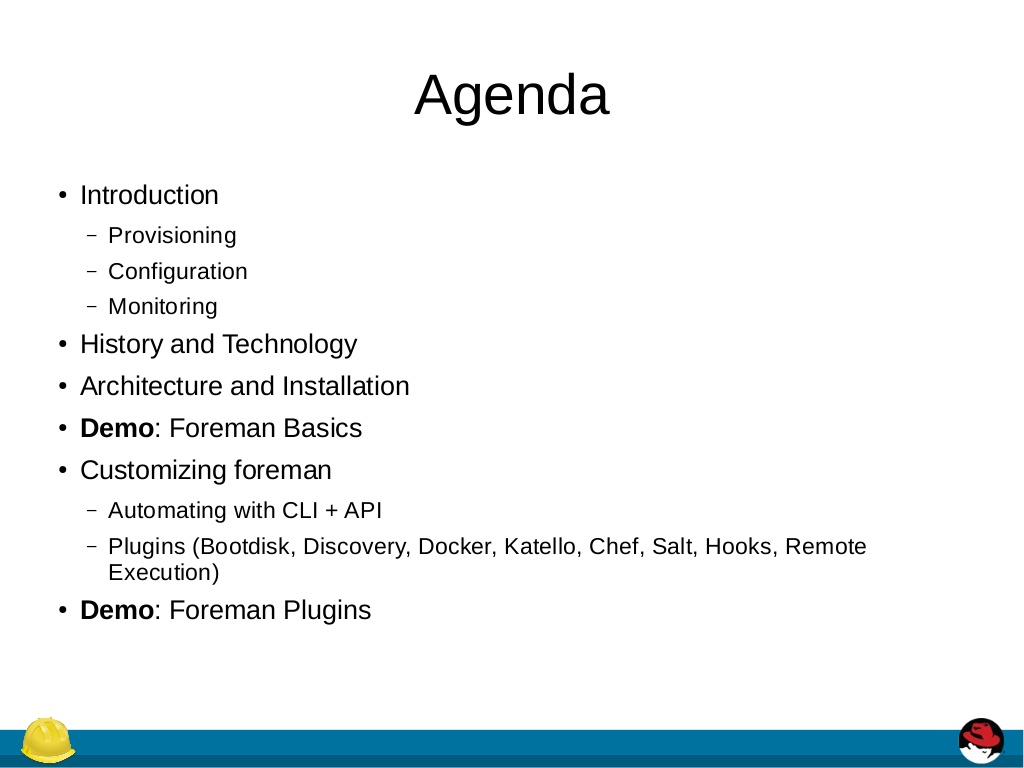 Agenda
• Introduction
– Provisioning
– Configuration
– Monitoring
• History and Technology
• Architecture and Installation
• Demo: Foreman Basics
• Customizing foreman
– Automating with CLI + API
– Plugins (Bootdisk, Discovery, Docker, Katello, Chef, Salt, Hooks, Remote
Execution)
• Demo: Foreman Plugins